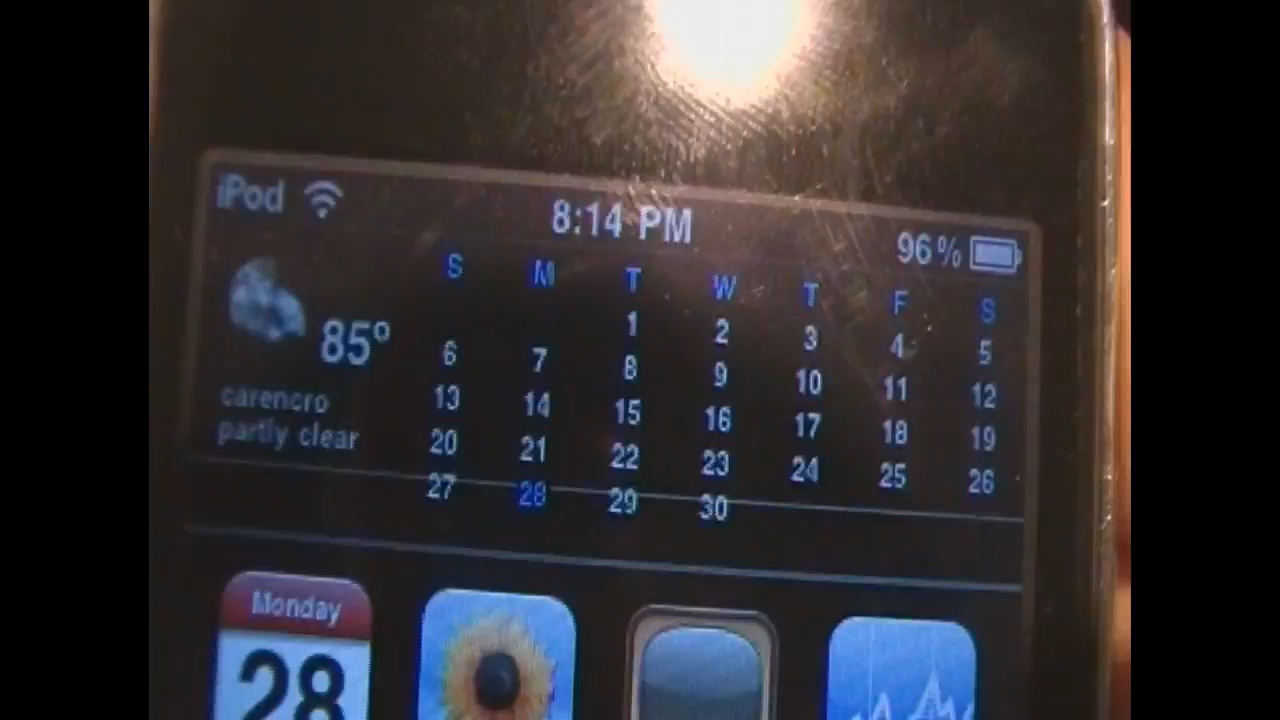 iPod 8:14 PM 96%
S M T W T F S
1 2 3 4 5
85°
6 7 8 9 10 11 12
carencro
13 14 15 16 17 18 19
partly clear
20 21 22 23 24 25 26
27 28 29 30
Monday
28